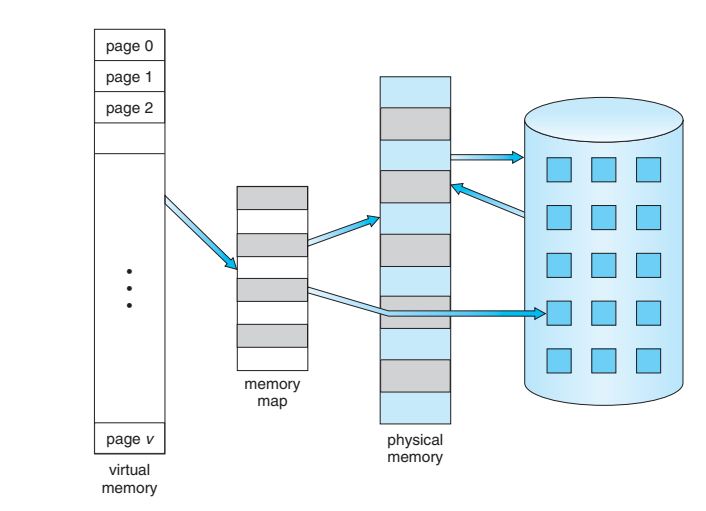 page 0
page 1
page 2
page v
virtual
memory
memory
map
physical
memory